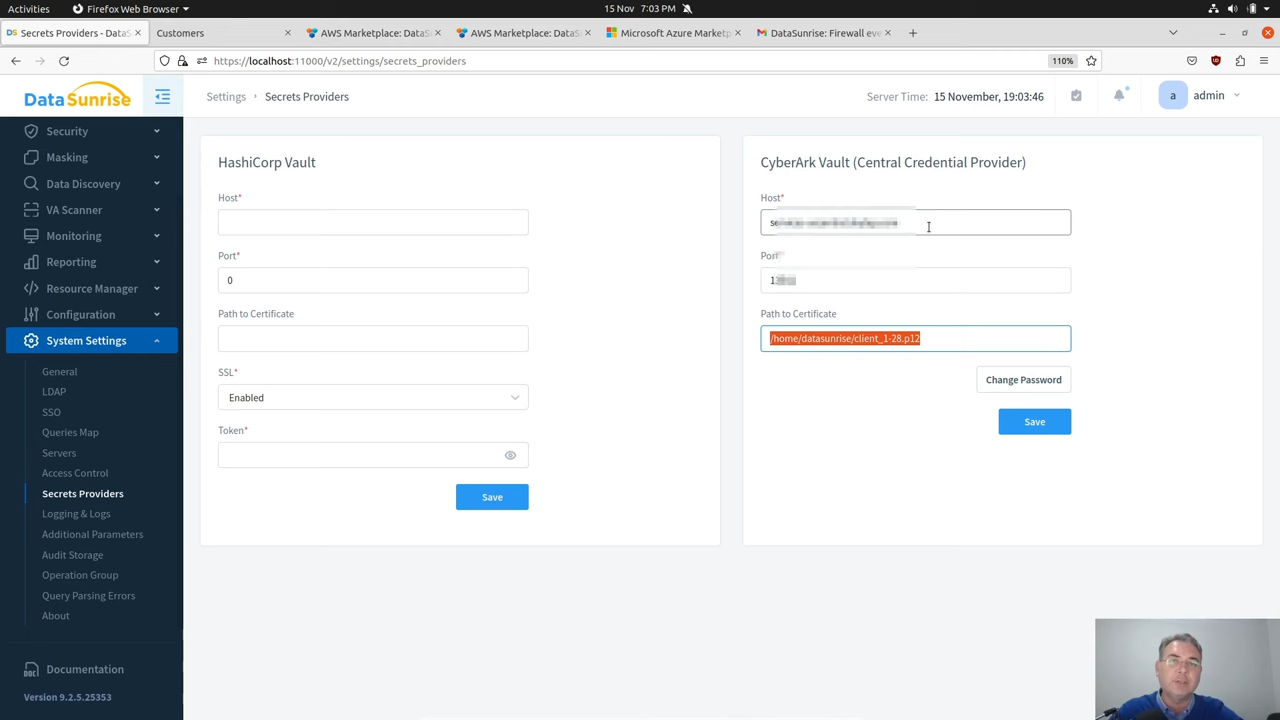 Activities
Firefox Web Browser
15 Nov 7:03 PM
DS Secrets Providers - DataS
Customers
AWS Marketplace: DataS
AWS Marketplace: DataS
Microsoft Azure Marketp
DataSunrise: Firewall eve
https://localhost:11000/v2/settings/secrets_providers
110%
DataSunrise
Settings
Secrets Providers
Server Time: 15 November, 19:03:46
a
admin
Security
Masking
Data Discovery
VA Scanner
Monitoring
Reporting
Resource Manager
Configuration
System Settings
General
LDAP
SSO
Queries Map
Servers
Access Control
Secrets Providers
Logging & Logs
Additional Parameters
Audit Storage
Operation Group
Query Parsing Errors
About
DOC
Documentation
Version 9.2.5.25353
HashiCorp Vault
Host*
Port*
0
Path to Certificate
SSL*
Enabled
Token*
Save
CyberArk Vault (Central Credential Provider)
Host*
Port
Path to Certificate
/home/datasunrise/client_1-28.p12
Change Password
Save